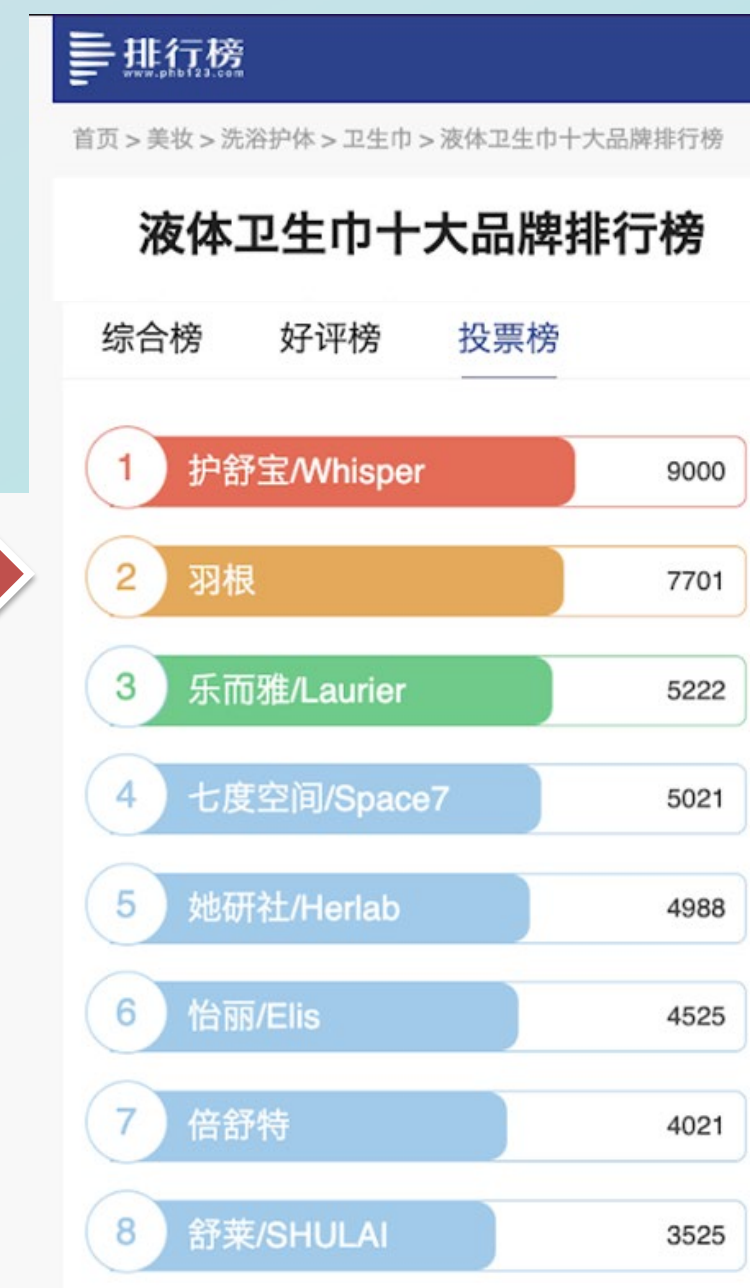 排行榜
www.phb123.com
首页 > 美妆 > 洗浴护体 > 卫生巾 > 液体卫生巾十大品牌排行榜
液体卫生巾十大品牌排行榜
综合榜 好评榜 投票榜
1 护舒宝/Whisper 9000
2 羽根 7701
3 乐而雅/Laurier 5222
4 七度空间/Space7 5021
5 她研社/Herlab 4988
6 怡丽/Elis 4525
7 倍舒特 4021
8 舒莱/SHULAI 3525